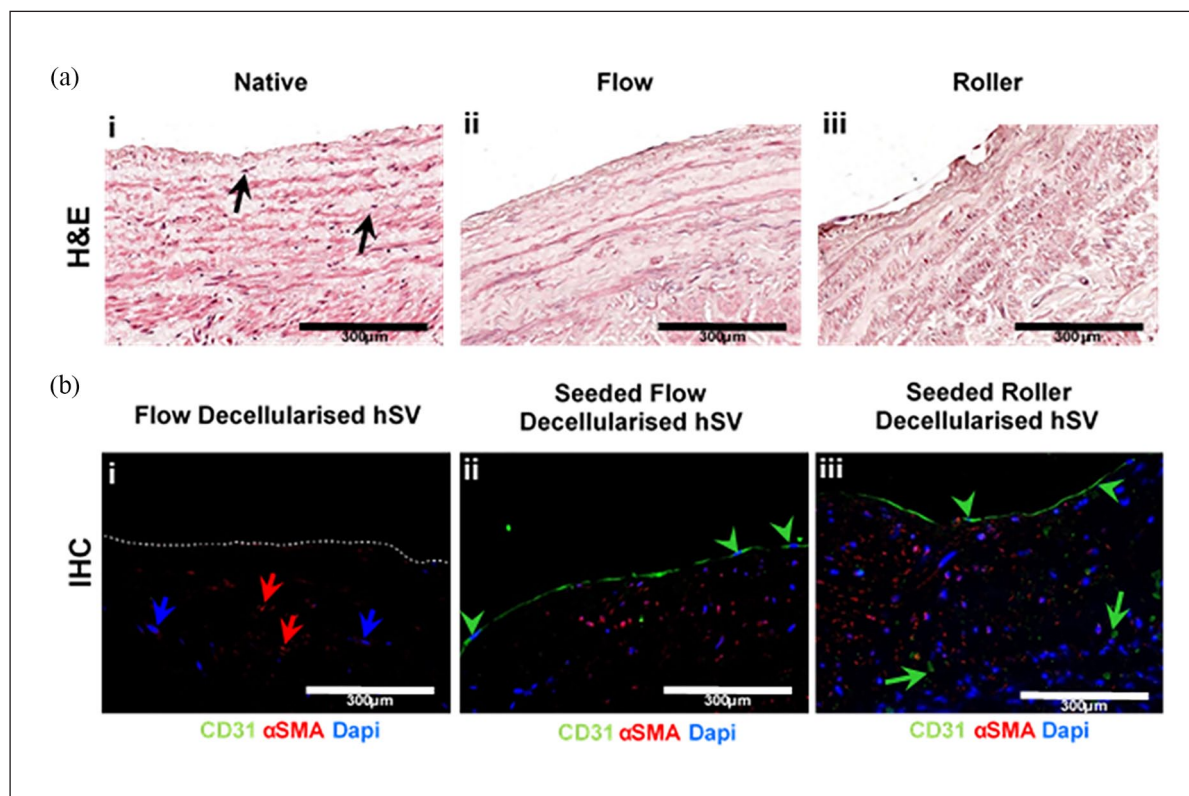 (a)
Native Flow Roller
i ii iii
H&E
300µm 300µm 300µm
(b)
Flow Decellularised hSV
Seeded Flow
Decellularised hSV
Seeded Roller
Decellularised hSV
i ii iii
IHC
300µm 300µm 300µm
CD31 αSMA Dapi CD31 αSMA Dapi CD31 αSMA Dapi